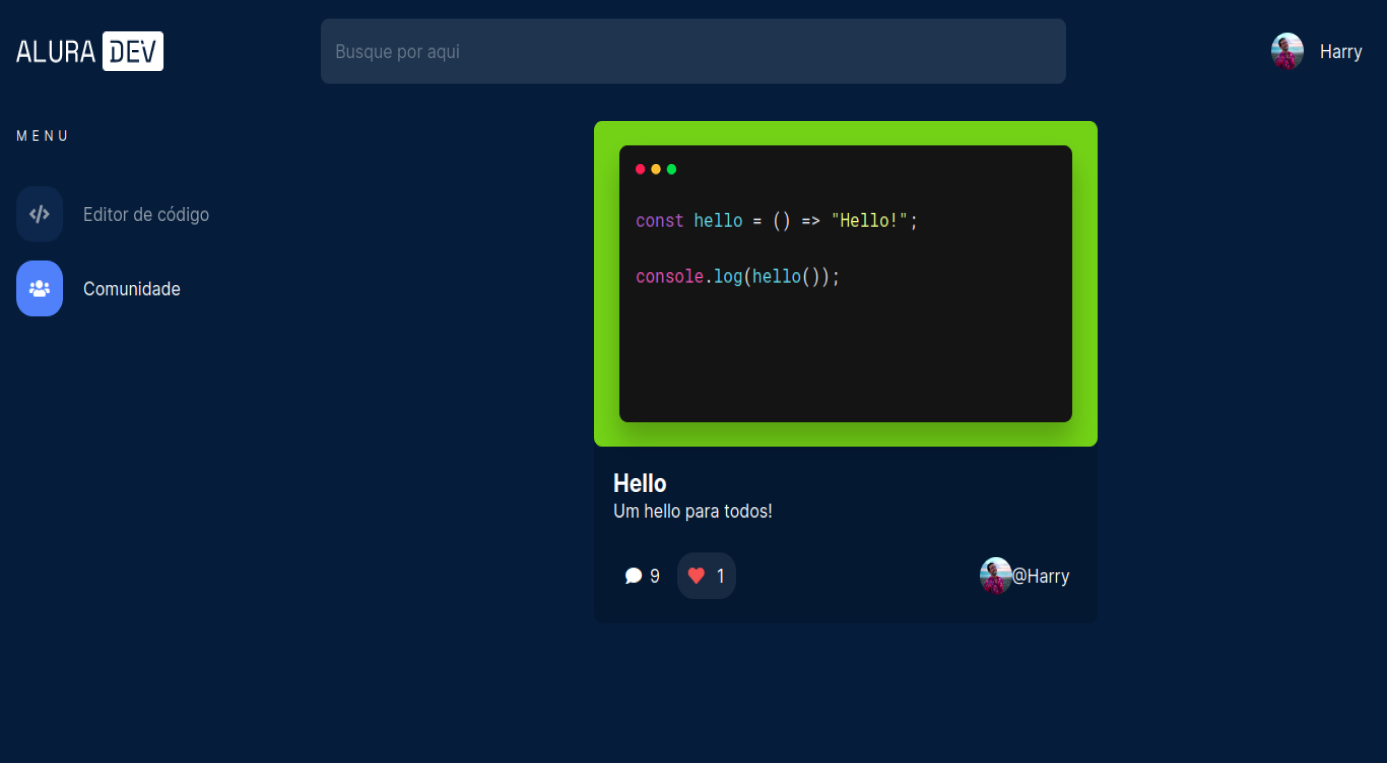 ALURA DEV
Busque por aqui
Harry
MENU
Editor de código
Comunidade
const hello = () => "Hello!";
console.log(hello());
Hello
Um hello para todos!
9
1
@Harry